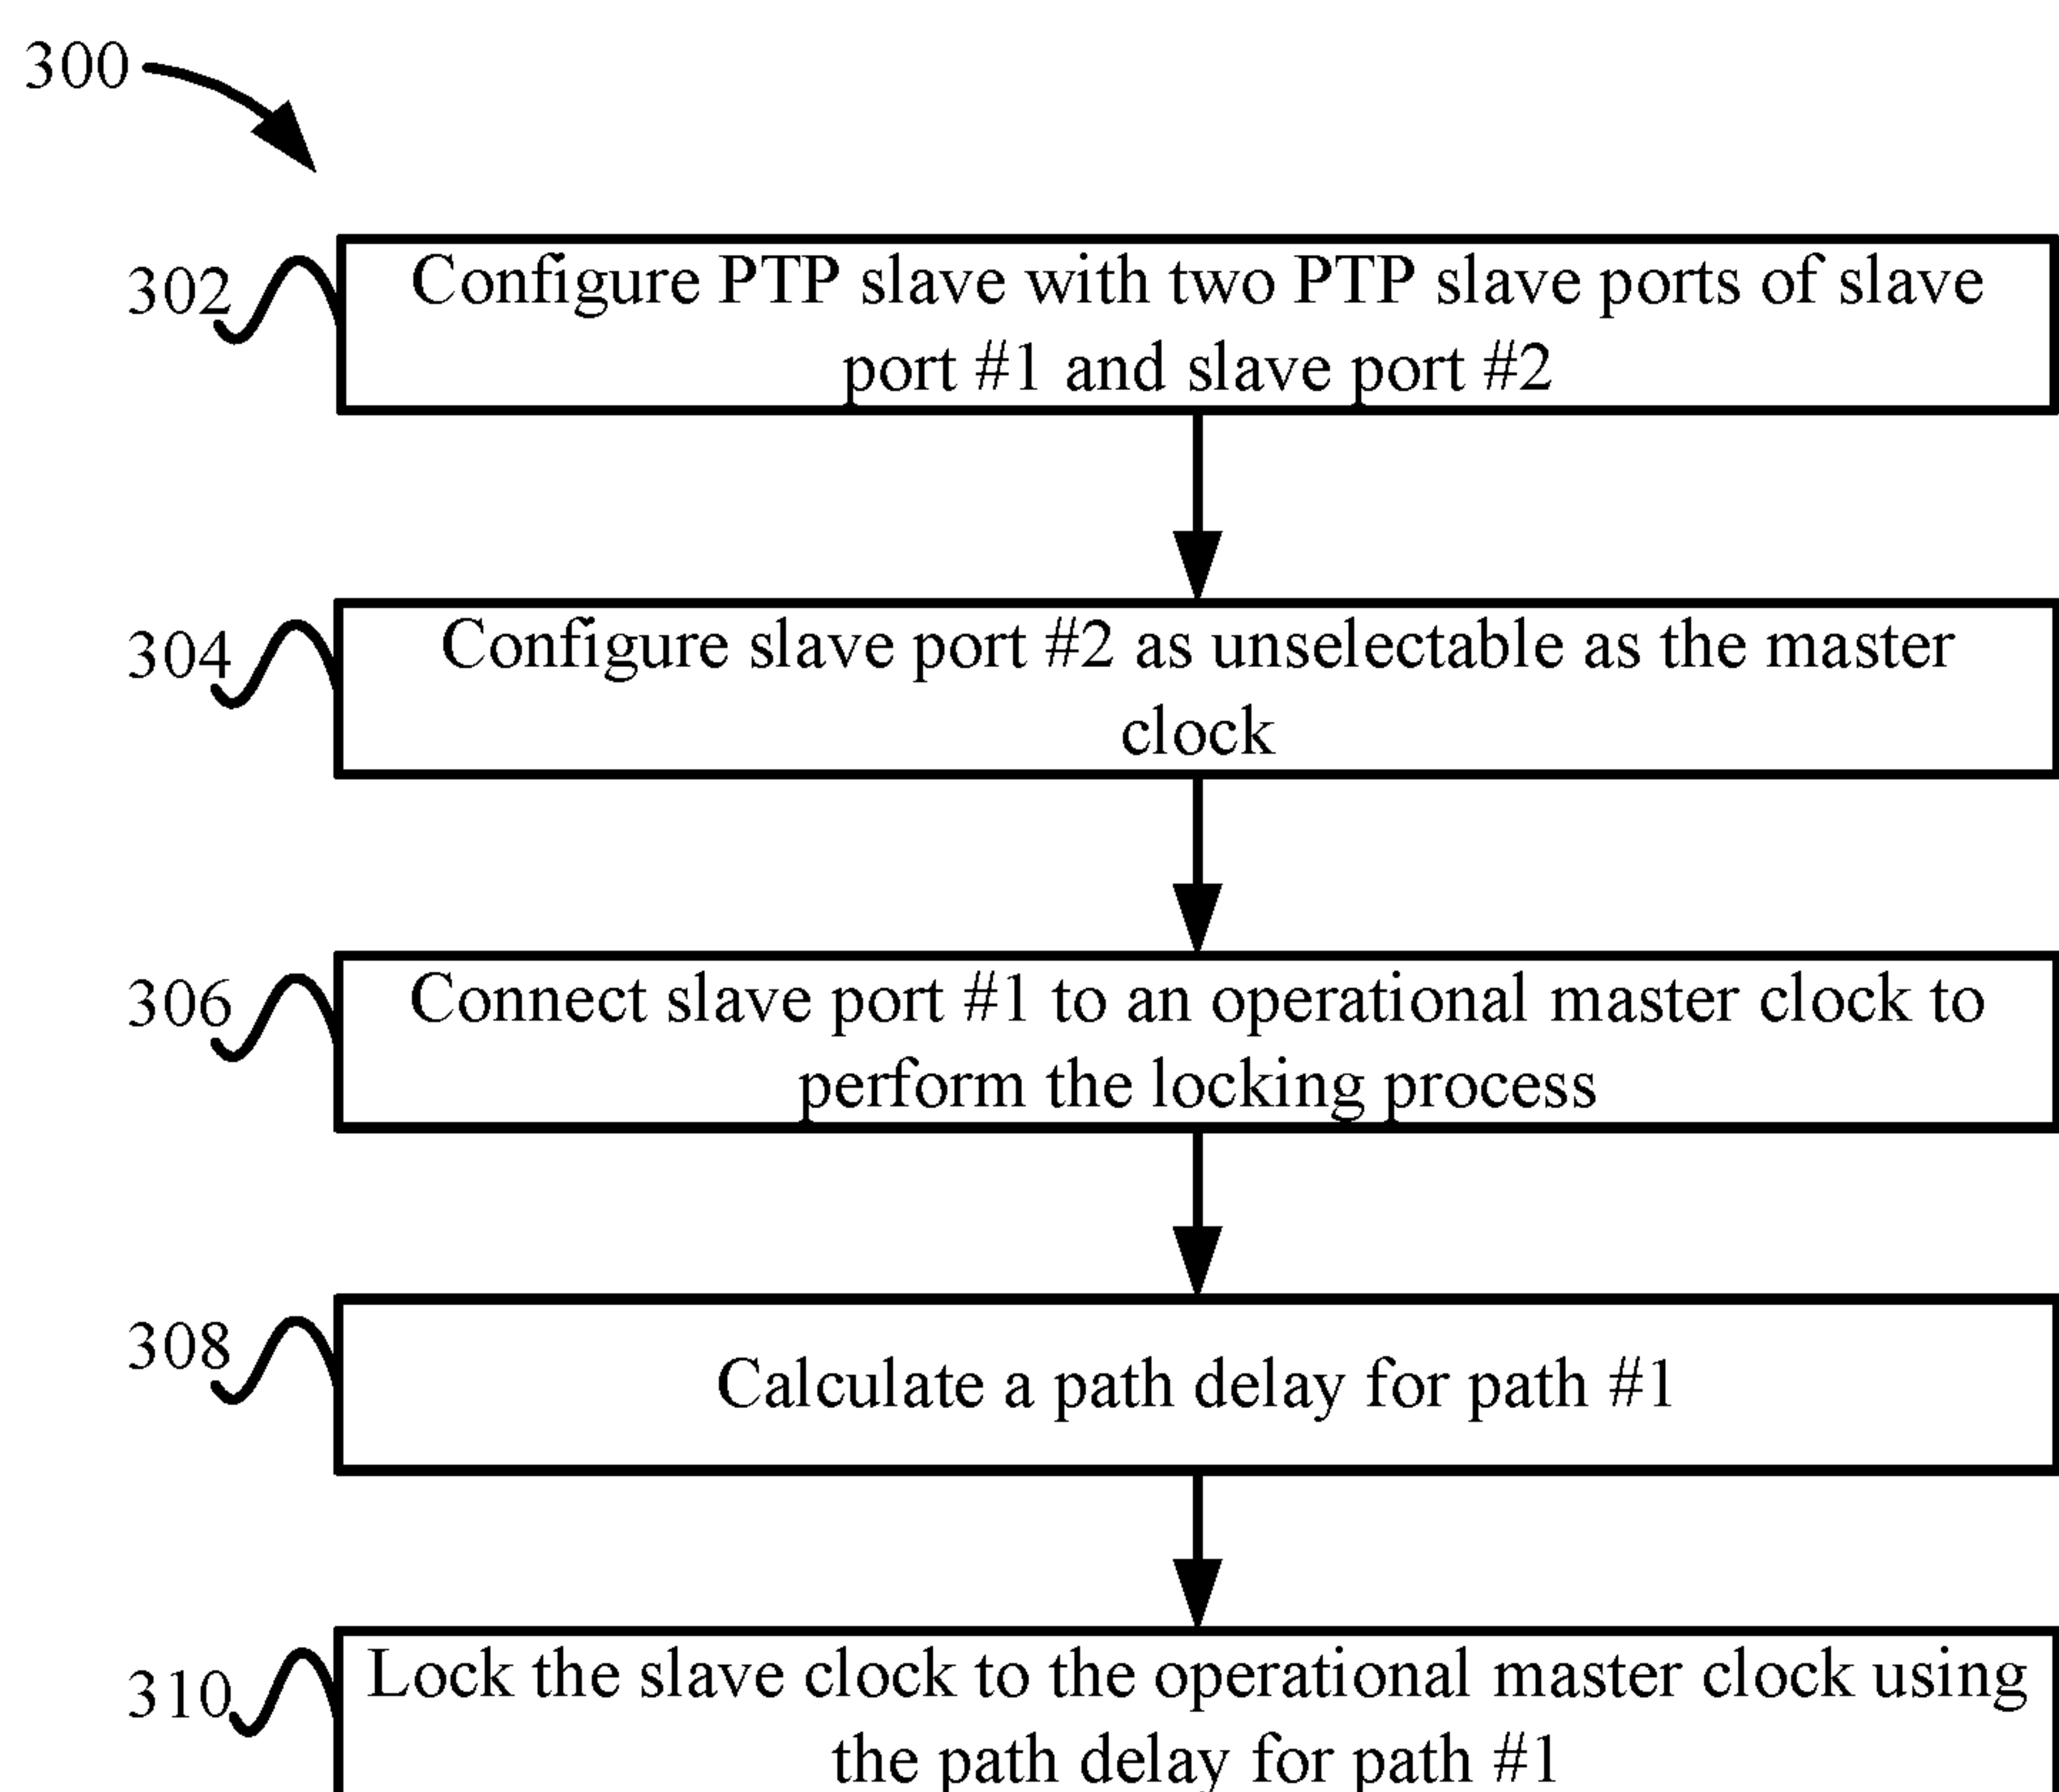 300
302
Configure PTP slave with two PTP slave ports of slave
port #1 and slave port #2
304
Configure slave port #2 as unselectable as the master
clock
306
Connect slave port #1 to an operational master clock to
perform the locking process
308
Calculate a path delay for path #1
310
Lock the slave clock to the operational master clock using
the path delay for path #1